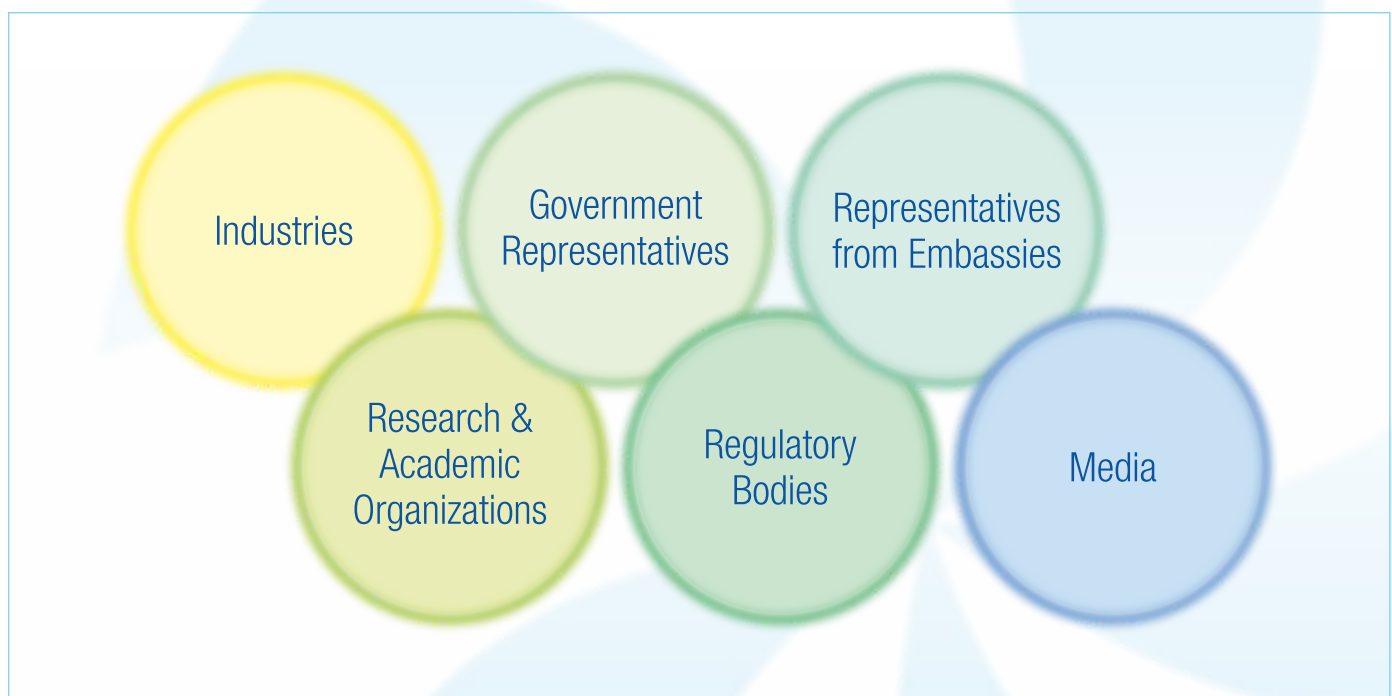 Industries
Government
Representatives
Representatives
from Embassies
Research &
Academic
Organizations
Regulatory
Bodies
Media